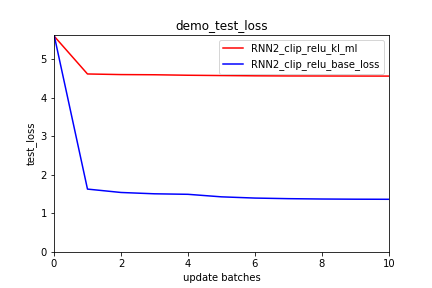 demo_test_loss
RNN2_clip_relu_kl_ml
RNN2_clip_relu_base_loss
test_loss
5
4
3
2
1
0
0 2 4 6 8 10
update batches